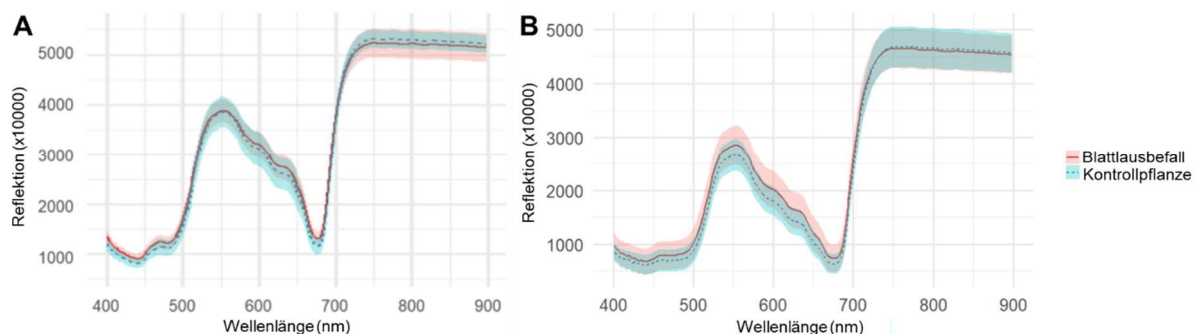 A
Reflektion (x10000)
5000
4000
3000
2000
1000
400 500 600 700 800 900
Wellenlänge (nm)
B
Reflektion (x10000)
5000
4000
3000
2000
1000
400 500 600 700 800 900
Wellenlänge (nm)
Blattlausbefall
Kontrollpflanze